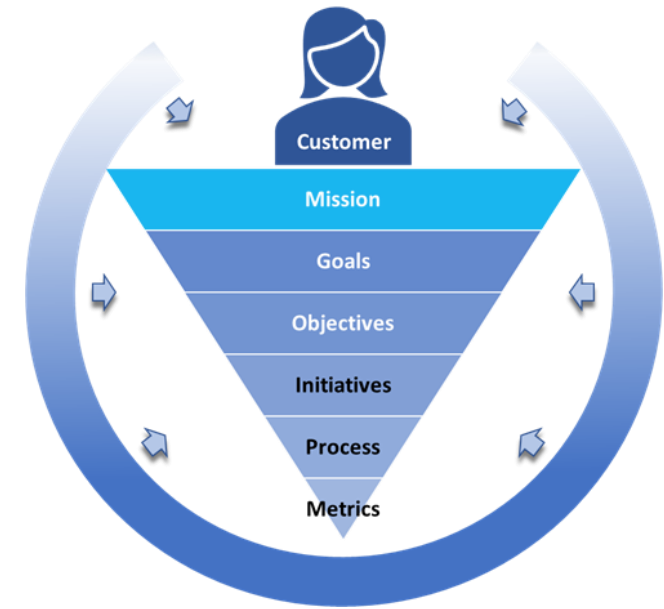 Customer
Mission
Goals
Objectives
Initiatives
Process
Metrics